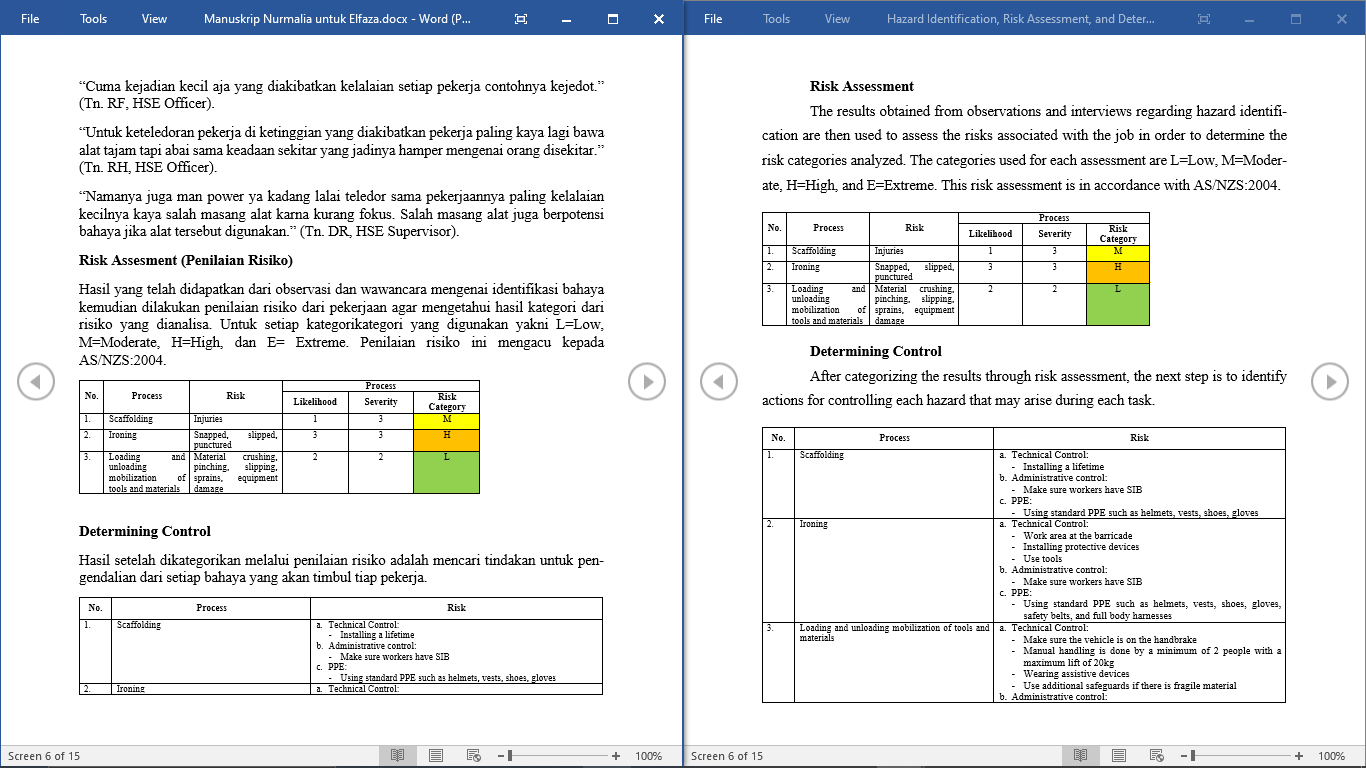 File Tools View Manuskrip Nurmalia untuk Elfaza.docx - Word (P...
“Cuma kejadian kecil aja yang diakibatkan kelalaian setiap pekerja contohnya kejedot.”
(Tn. RF, HSE Officer).
“Untuk keteledoran pekerja di ketinggian yang diakibatkan pekerja paling kaya lagi bawa
alat tajam tapi abai sama keadaan sekitar yang jadinya hamper mengenai orang disekitar.”
(Tn. RH, HSE Officer).
“Namanya juga man power ya kadang lalai teledor sama pekerjaannya paling kelalaian
kecilnya kaya salah masang alat karna kurang fokus. Salah masang alat juga berpotensi
bahaya jika alat tersebut digunakan.” (Tn. DR, HSE Supervisor).
Risk Assesment (Penilaian Risiko)
Hasil yang telah didapatkan dari observasi dan wawancara mengenai identifikasi bahaya
kemudian dilakukan penilaian risiko dari pekerjaan agar mengetahui hasil kategori dari
risiko yang dianalisa. Untuk setiap kategorikategori yang digunakan yakni L=Low,
M=Moderate, H=High, dan E= Extreme. Penilaian risiko ini mengacu kepada
AS/NZS:2004.
No. Process Risk Process
Likelihood Severity Risk
Category
1. Scaffolding Injuries 1 3 M
2. Ironing Snapped, slipped, 3 3 H
punctured
3. Loading and Material crushing, 2 2 L
unloading pinching, slipping,
mobilization of sprains, equipment
tools and materials damage
Determining Control
Hasil setelah dikategorikan melalui penilaian risiko adalah mencari tindakan untuk pen-
gendalian dari setiap bahaya yang akan timbul tiap pekerja.
No. Process Risk
1. Scaffolding a. Technical Control:
- Installing a lifetime
b. Administrative control:
- Make sure workers have SIB
c. PPE:
- Using standard PPE such as helmets, vests, shoes, gloves
2. Ironing a. Technical Control:
Screen 6 of 15 100%
File Tools View Hazard Identification, Risk Assessment, and Deter...
Risk Assessment
The results obtained from observations and interviews regarding hazard identifi-
cation are then used to assess the risks associated with the job in order to determine the
risk categories analyzed. The categories used for each assessment are L=Low, M=Moder-
ate, H=High, and E=Extreme. This risk assessment is in accordance with AS/NZS:2004.
No. Process Risk Process
Likelihood Severity Risk
Category
1. Scaffolding Injuries 1 3 M
2. Ironing Snapped, slipped, 3 3 H
punctured
3. Loading and Material crushing, 2 2 L
unloading pinching, slipping,
mobilization of sprains, equipment
tools and materials damage
Determining Control
After categorizing the results through risk assessment, the next step is to identify
actions for controlling each hazard that may arise during each task.
No. Process Risk
1. Scaffolding a. Technical Control:
- Installing a lifetime
b. Administrative control:
- Make sure workers have SIB
c. PPE:
- Using standard PPE such as helmets, vests, shoes, gloves
2. Ironing a. Technical Control:
- Work area at the barricade
- Installing protective devices
- Use tools
b. Administrative control:
- Make sure workers have SIB
c. PPE:
- Using standard PPE such as helmets, vests, shoes, gloves,
safety belts, and full body harnesses
3. Loading and unloading mobilization of tools and a. Technical Control:
materials - Make sure the vehicle is on the handbrake
- Manual handling is done by a minimum of 2 people with a
maximum lift of 20kg
- Wearing assistive devices
- Use additional safeguards if there is fragile material
b. Administrative control:
Screen 6 of 15 100%